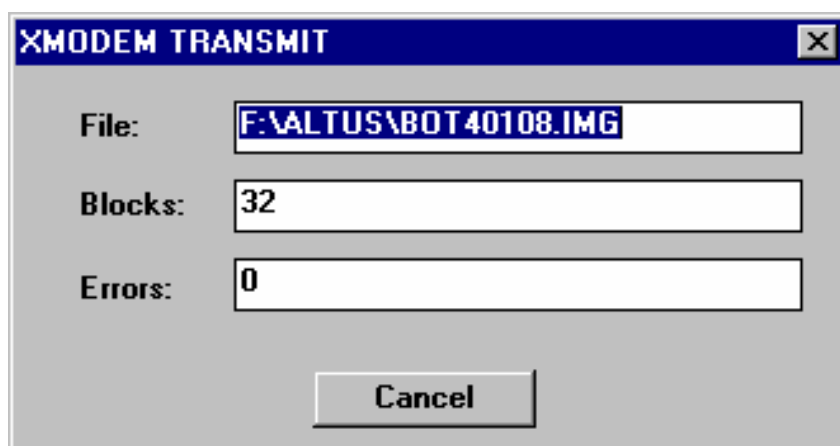 XMODEM TRANSMIT
File: F:\ALTUS\BOT40108.IMG
Blocks: 32
Errors: 0
Cancel